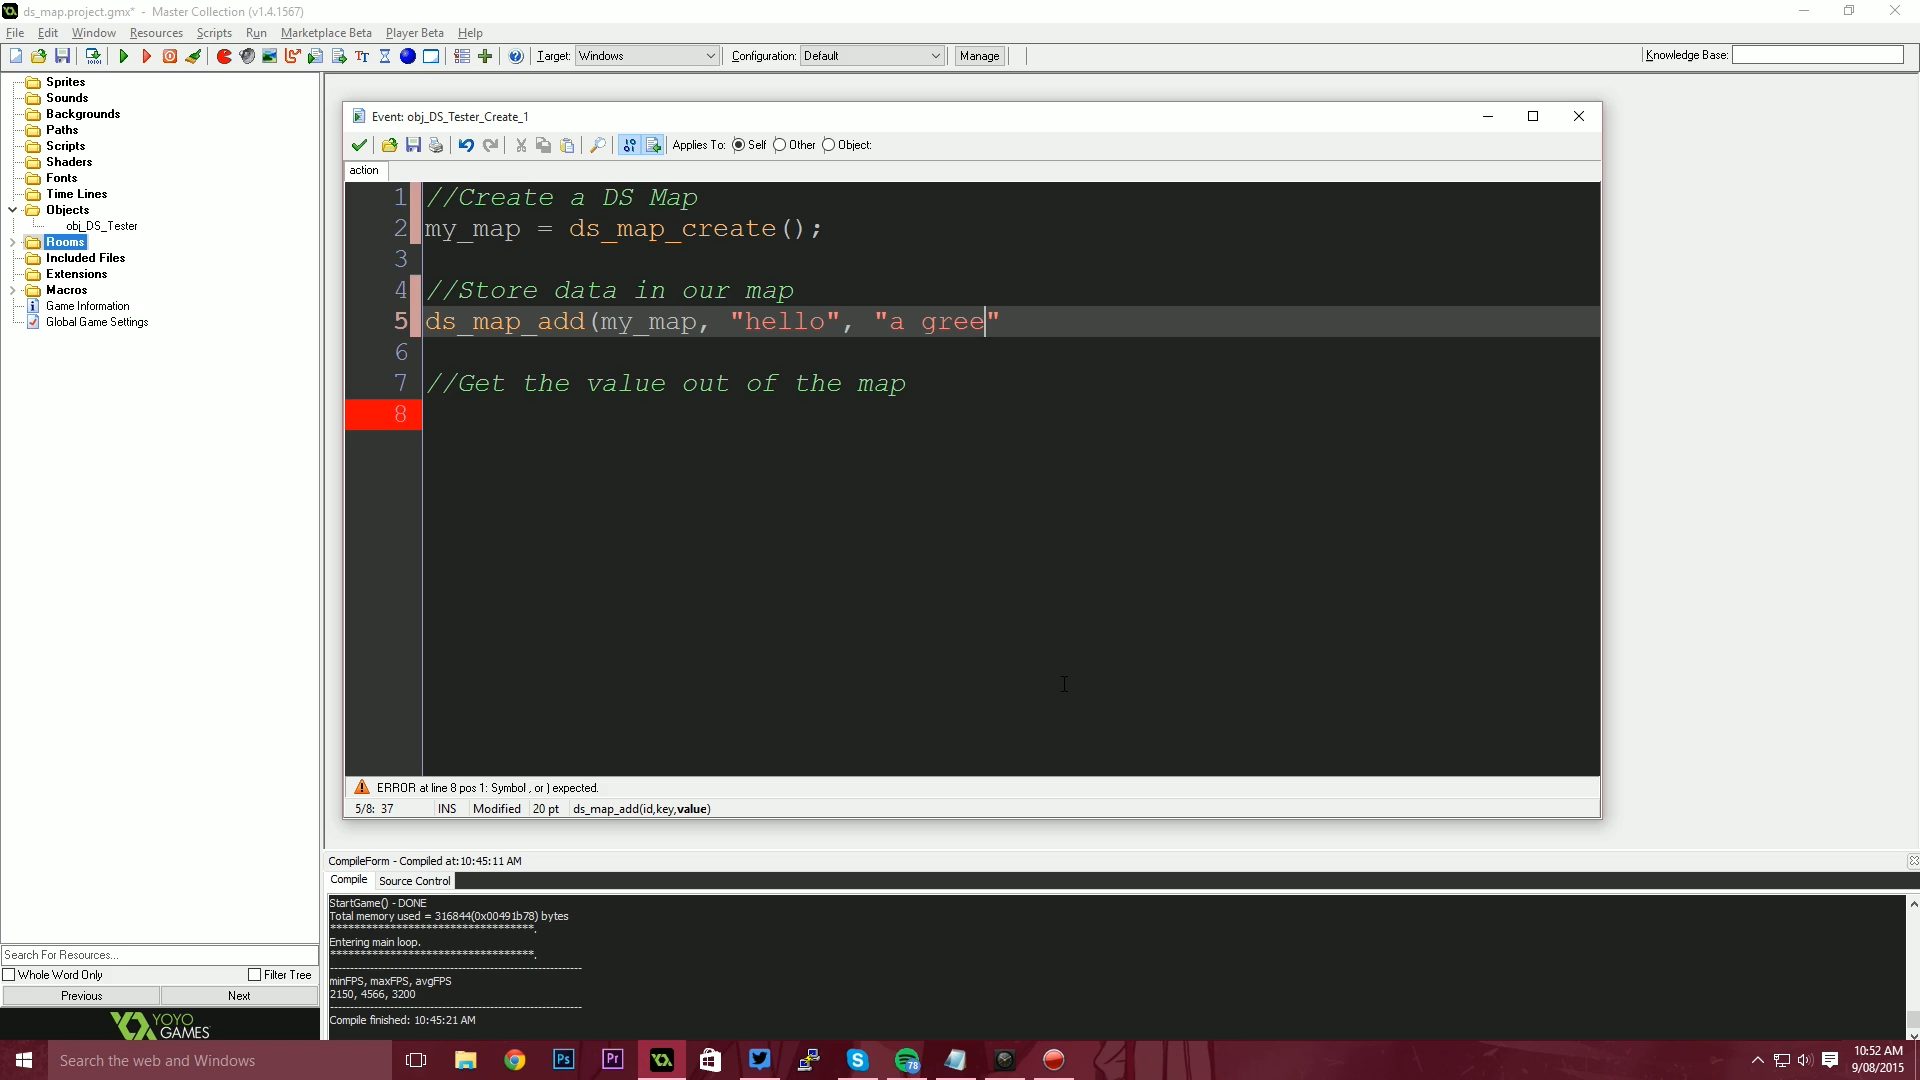 ds_map.project.gmx* - Master Collection (v1.4.1567)
File Edit Window Resources Scripts Run Marketplace Beta Player Beta Help
Target: Windows Configuration: Default Manage Knowledge Base:
Sprites
Sounds
Backgrounds
Paths
Scripts
Shaders
Fonts
Time Lines
Objects
obj_DS_Tester
Rooms
Included Files
Extensions
Macros
Game Information
Global Game Settings
Search For Resources...
Whole Word Only Filter Tree
Previous Next
YOYO
GAMES
Event: obj_DS_Tester_Create_1
Applies To: Self Other Object:
action
1 //Create a DS Map
2 my_map = ds_map_create();
3
4 //Store data in our map
5 ds_map_add(my_map, "hello", "a gree"
6
7 //Get the value out of the map
8
ERROR at line 8 pos 1: Symbol , or ) expected.
5/8: 37 INS Modified 20 pt ds_map_add(id,key,value)
CompileForm - Compiled at:10:45:11 AM
Compile Source Control
StartGame() - DONE
Total memory used = 316844(0x00491b78) bytes
**********************************.
Entering main loop.
**********************************.
minFPS, maxFPS, avgFPS
2150, 4566, 3200
Compile finished: 10:45:21 AM
Search the web and Windows
Ps
Pr
78
10:52 AM
9/08/2015